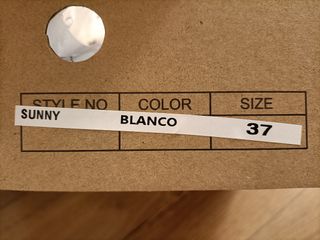 STYLE NO COLOR SIZE
SUNNY BLANCO 37